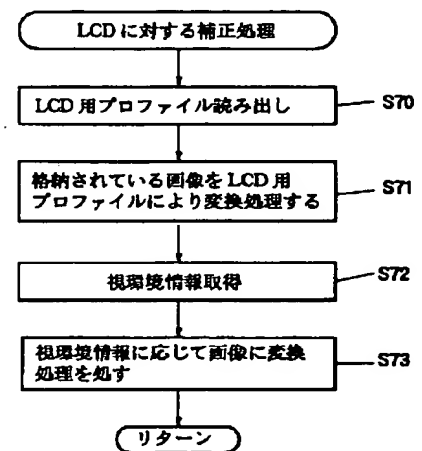 LCDに対する補正処理
LCD用プロファイル読み出し
S70
格納されている画像をLCD用
プロファイルにより変換処理する
S71
視環境情報取得
S72
視環境情報に応じて画像に変換
処理を処す
S73
リターン